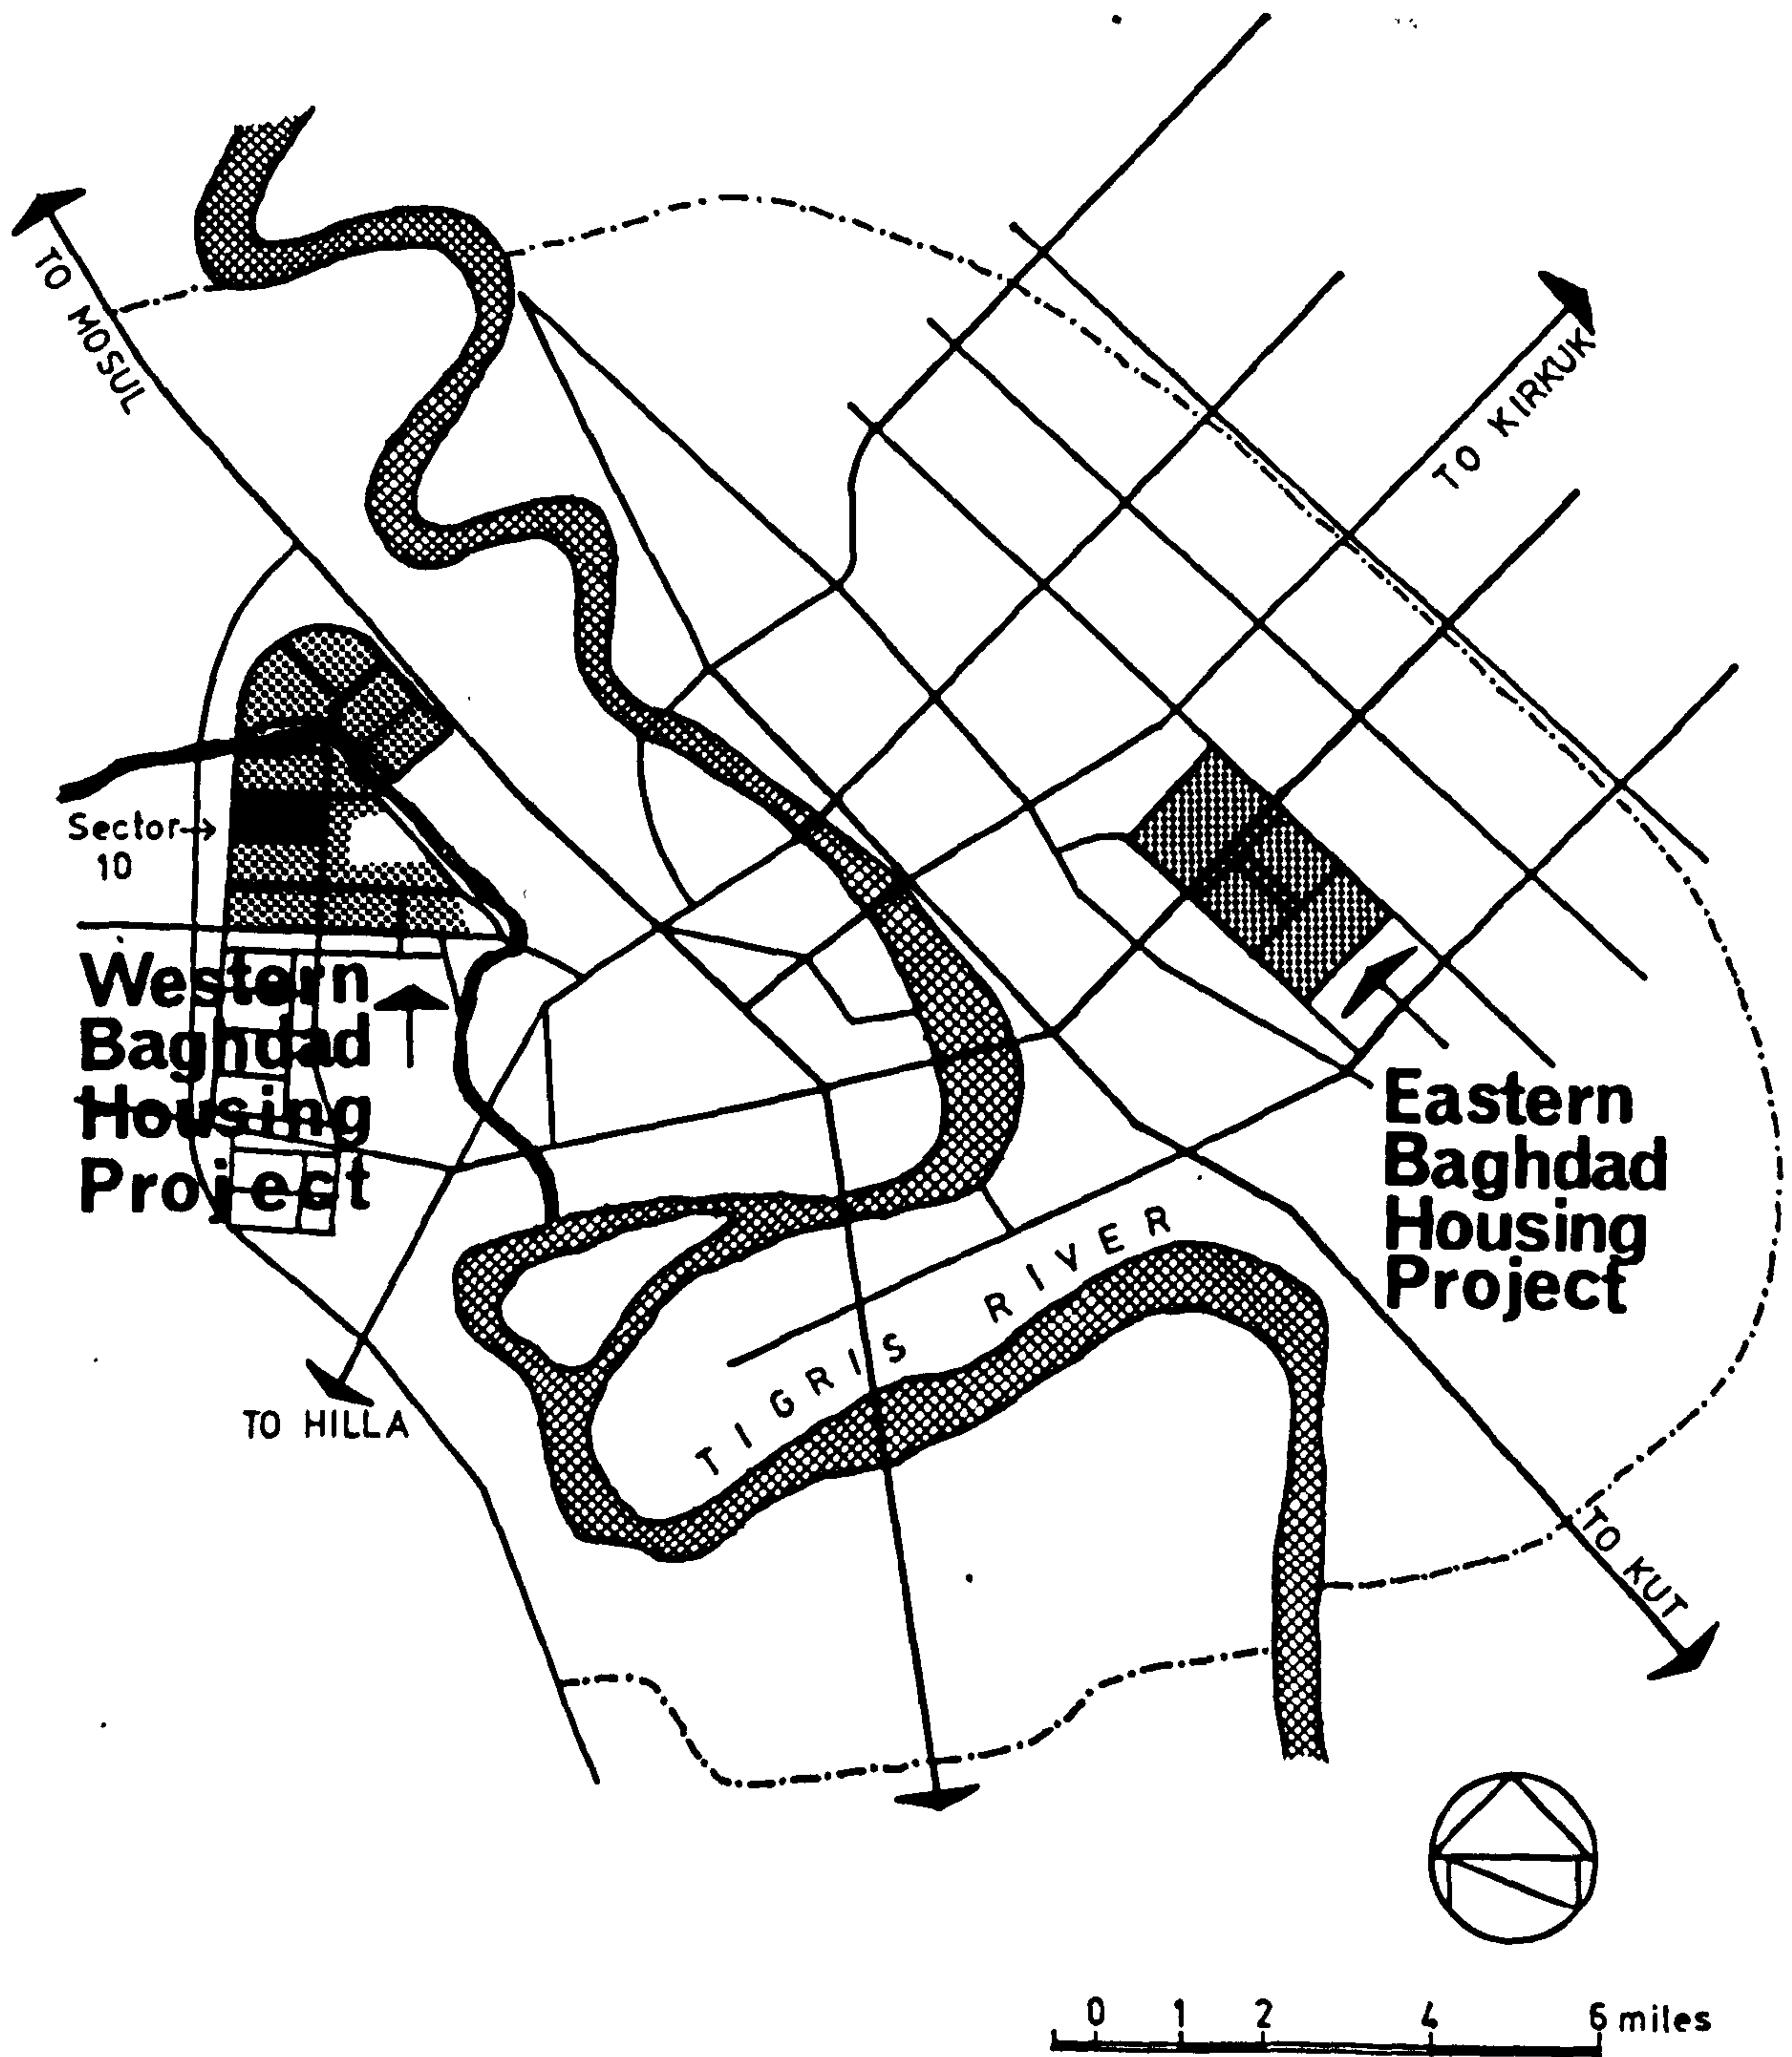 TO MOSUL
TO KIRKUK
Sector→
10
Western
Baghdad
Housing
Project
Eastern
Baghdad
Housing
Project
TIGRIS RIVER
TO HILLA
TO KUT
0 1 2 4 6 miles